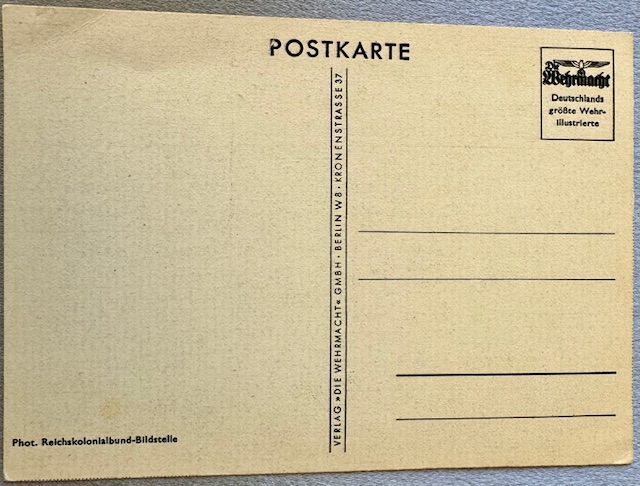 POSTKARTE
Die
Wehrmacht
Deutschlands
größte Wehr-
illustrierte
VERLAG »DIE WEHRMACHT« GMBH · BERLIN W 8 · KRONENSTRASSE 37
Phot. Reichskolonialbund-Bildstelle